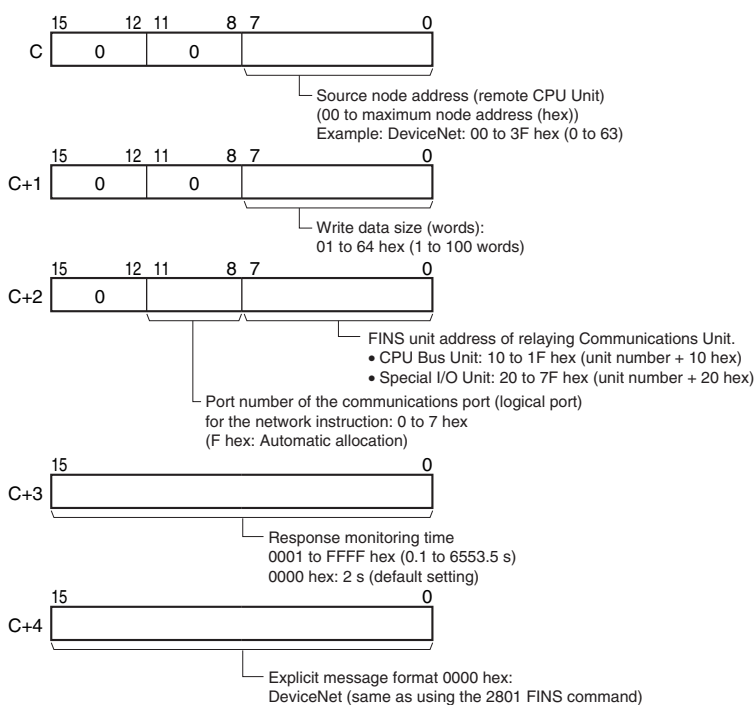 15 12 11 8 7 0
C 0 0
Source node address (remote CPU Unit)
(00 to maximum node address (hex))
Example: DeviceNet: 00 to 3F hex (0 to 63)
15 12 11 8 7 0
C+1 0 0
Write data size (words):
01 to 64 hex (1 to 100 words)
15 12 11 8 7 0
C+2 0
FINS unit address of relaying Communications Unit.
• CPU Bus Unit: 10 to 1F hex (unit number + 10 hex)
• Special I/O Unit: 20 to 7F hex (unit number + 20 hex)
Port number of the communications port (logical port)
for the network instruction: 0 to 7 hex
(F hex: Automatic allocation)
15 0
C+3
Response monitoring time
0001 to FFFF hex (0.1 to 6553.5 s)
0000 hex: 2 s (default setting)
15 0
C+4
Explicit message format 0000 hex:
DeviceNet (same as using the 2801 FINS command)